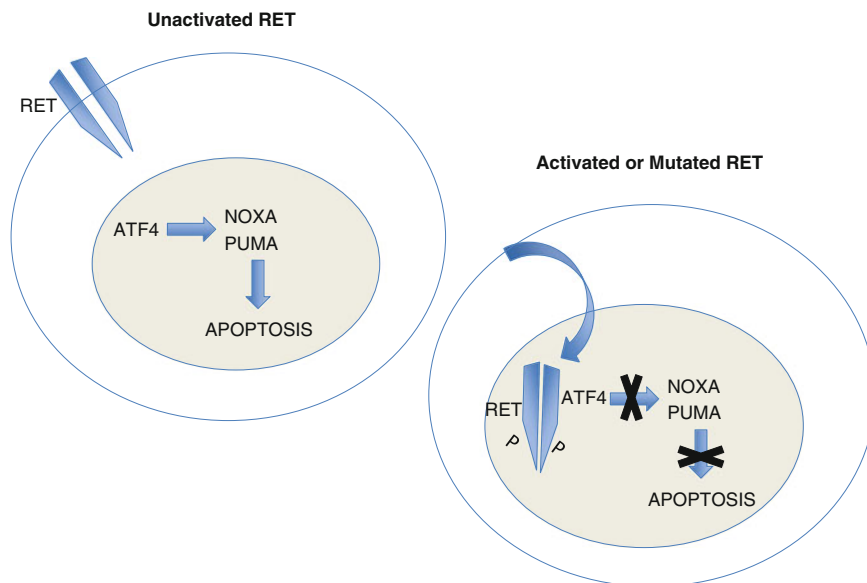 Unactivated RET
RET
ATF4
NOXA
PUMA
APOPTOSIS
Activated or Mutated RET
RET
ATF4
NOXA
PUMA
P
P
APOPTOSIS